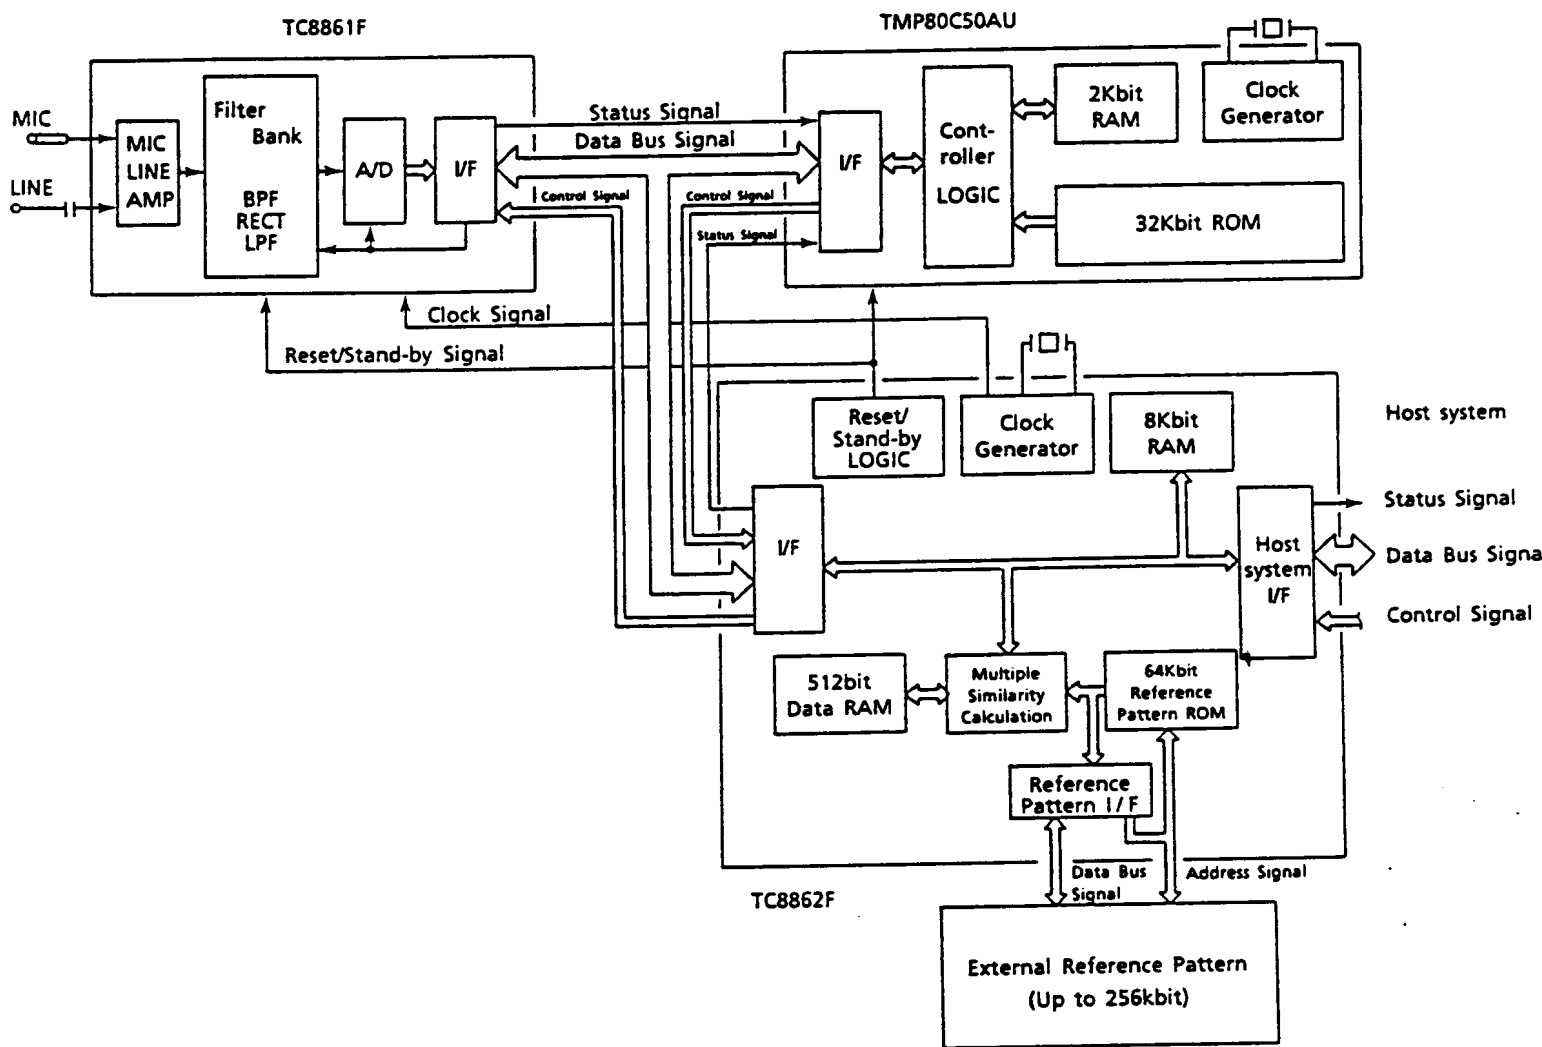 TC8861F
TMP80C50AU
MIC
LINE
MIC
LINE
AMP
Filter
Bank
BPF
RECT
LPF
A/D
I/F
Status Signal
Data Bus Signal
Control Signal
Control Signal
Status Signal
I/F
Cont-
roller
LOGIC
2Kbit
RAM
Clock
Generator
32Kbit ROM
Clock Signal
Reset/Stand-by Signal
Reset/
Stand-by
LOGIC
Clock
Generator
8Kbit
RAM
Host system
I/F
Host
system
I/F
Status Signal
Data Bus Signa
Control Signal
512bit
Data RAM
Multiple
Similarity
Calculation
64Kbit
Reference
Pattern ROM
Reference
Pattern I/F
Data Bus
Signal
Address Signal
TC8862F
External Reference Pattern
(Up to 256kbit)